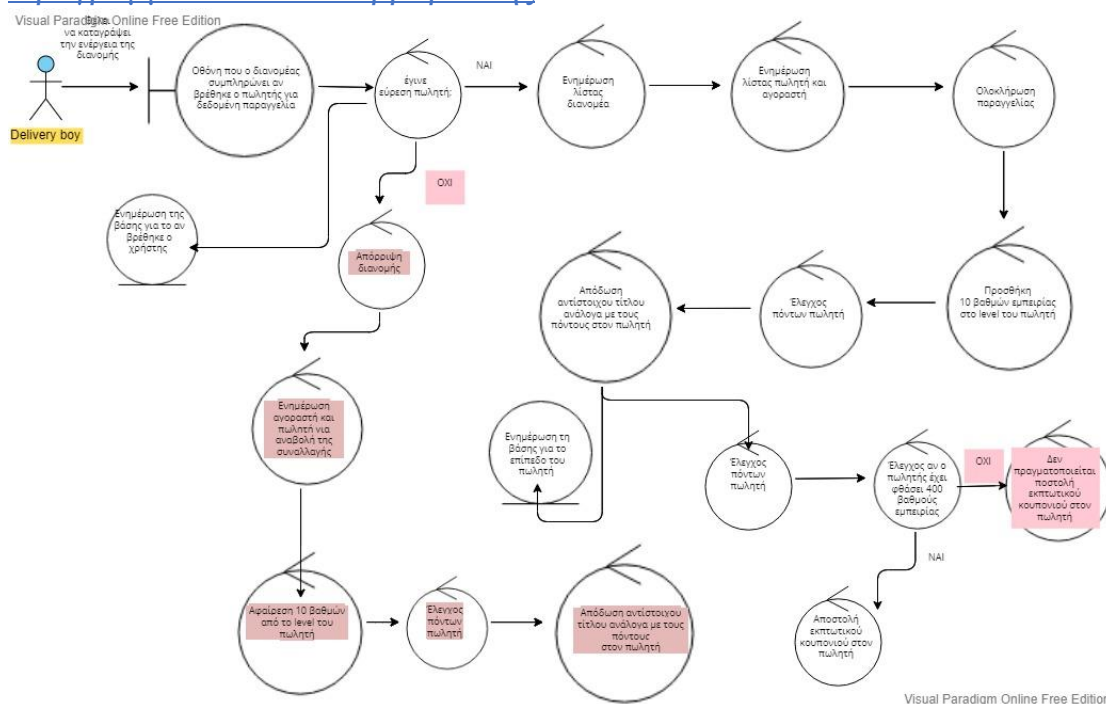 Visual Paradigm Online Free Edition
να καταγράψει
την ενέργεια της
διανομής
Delivery boy
Οθόνη που ο διανομέας
συμπληρώνει αν
βρέθηκε ο πωλητής για
δεδομένη παραγγελία
έγινε
εύρεση πωλητή;
ΝΑΙ
Ενημέρωση
λίστας
διανομέα
Ενημέρωση
λίστας πωλητή και
αγοραστή
Ολοκλήρωση
παραγγελίας
ΟΧΙ
Ενημέρωση της
βάσης για το αν
βρέθηκε ο
χρήστης
Απόρριψη
διανομής
Απόδωση
αντίστοιχου τίτλου
ανάλογα με τους
πόντους στον πωλητή
Έλεγχος
πόντων πωλητή
Προσθήκη
10 βαθμών εμπειρίας
στο level του πωλητή
Ενημέρωση
αγοραστή και
πωλητή για
αναβολή της
συναλλαγής
Ενημέρωση τη
βάσης για το
επίπεδο του
πωλητή
Έλεγχος
πόντων
πωλητή
Έλεγχος αν ο
πωλητής έχει
φθάσει 400
βαθμούς
εμπειρίας
ΟΧΙ
Δεν
πραγματοποιείται
ποστολή
εκπτωτικού
κουπονιού στον
πωλητή
ΝΑΙ
Αποστολή
εκπτωτικού
κουπονιού στον
πωλητή
Αφαίρεση 10 βαθμών
από το level του
πωλητή
Έλεγχος
πόντων
πωλητή
Απόδωση αντίστοιχου
τίτλου ανάλογα με τους
πόντους
στον πωλητή
Visual Paradigm Online Free Edition